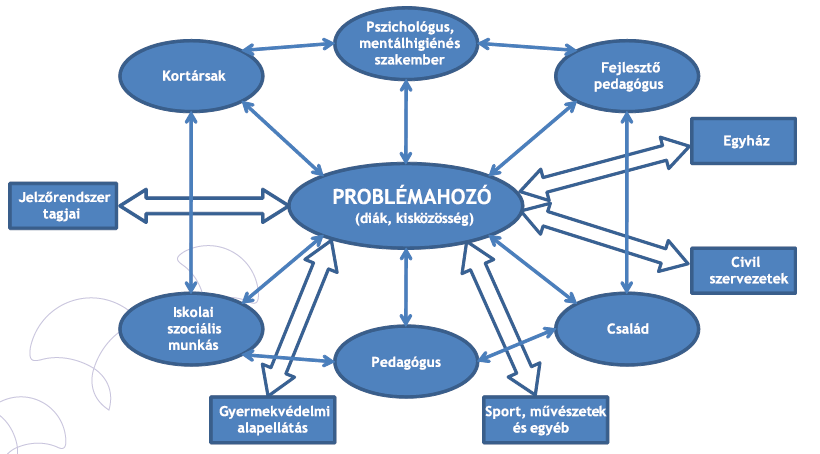 Pszichológus,
mentálhigiénés
szakember
Kortársak
Fejlesztő
pedagógus
Egyház
PROBLÉMAHOZÓ
(diák, kisközösség)
Jelzőrendszer
tagjai
Civil
szervezetek
Iskolai
szociális
munkás
Család
Pedagógus
Gyermekvédelmi
alapellátás
Sport, művészetek
és egyéb